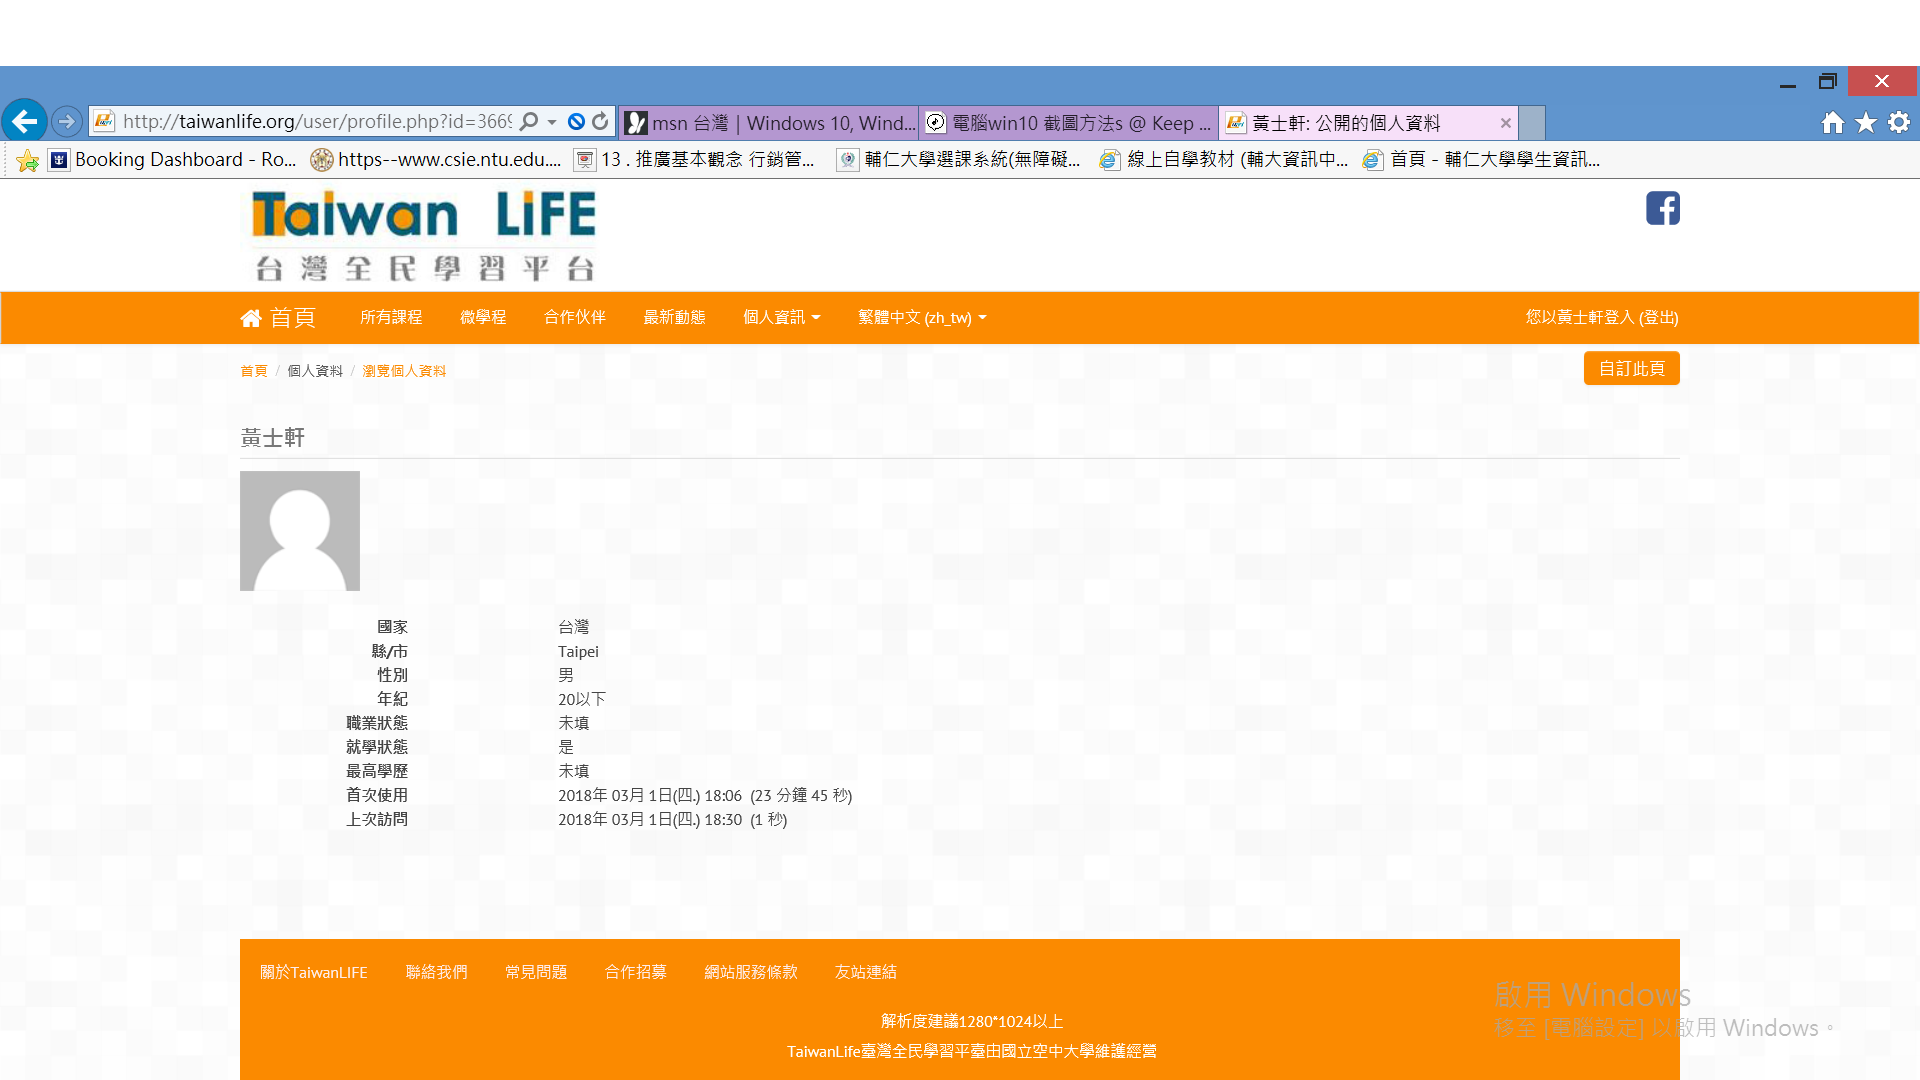 http://taiwanlife.org/user/profile.php?id=3669
msn 台灣 | Windows 10, Wind...
電腦win10 截圖方法s @ Keep ...
黃士軒: 公開的個人資料
Booking Dashboard - Ro...
https--www.csie.ntu.edu....
13 . 推廣基本觀念 行銷管...
輔仁大學選課系統(無障礙...
線上自學教材 (輔大資訊中...
首頁 - 輔仁大學學生資訊...
Taiwan LiFE
台灣全民學習平台
首頁
所有課程
微學程
合作伙伴
最新動態
個人資訊
繁體中文 (zh_tw)
您以黃士軒登入 (登出)
首頁 / 個人資料 / 瀏覽個人資料
自訂此頁
黃士軒
國家 台灣
縣/市 Taipei
性別 男
年紀 20以下
職業狀態 未填
就學狀態 是
最高學歷 未填
首次使用 2018年 03月 1日(四.) 18:06 (23 分鐘 45 秒)
上次訪問 2018年 03月 1日(四.) 18:30 (1 秒)
關於TaiwanLIFE
聯絡我們
常見問題
合作招募
網站服務條款
友站連結
解析度建議1280*1024以上
TaiwanLife臺灣全民學習平臺由國立空中大學維護經營
啟用 Windows
移至 [電腦設定] 以啟用 Windows。